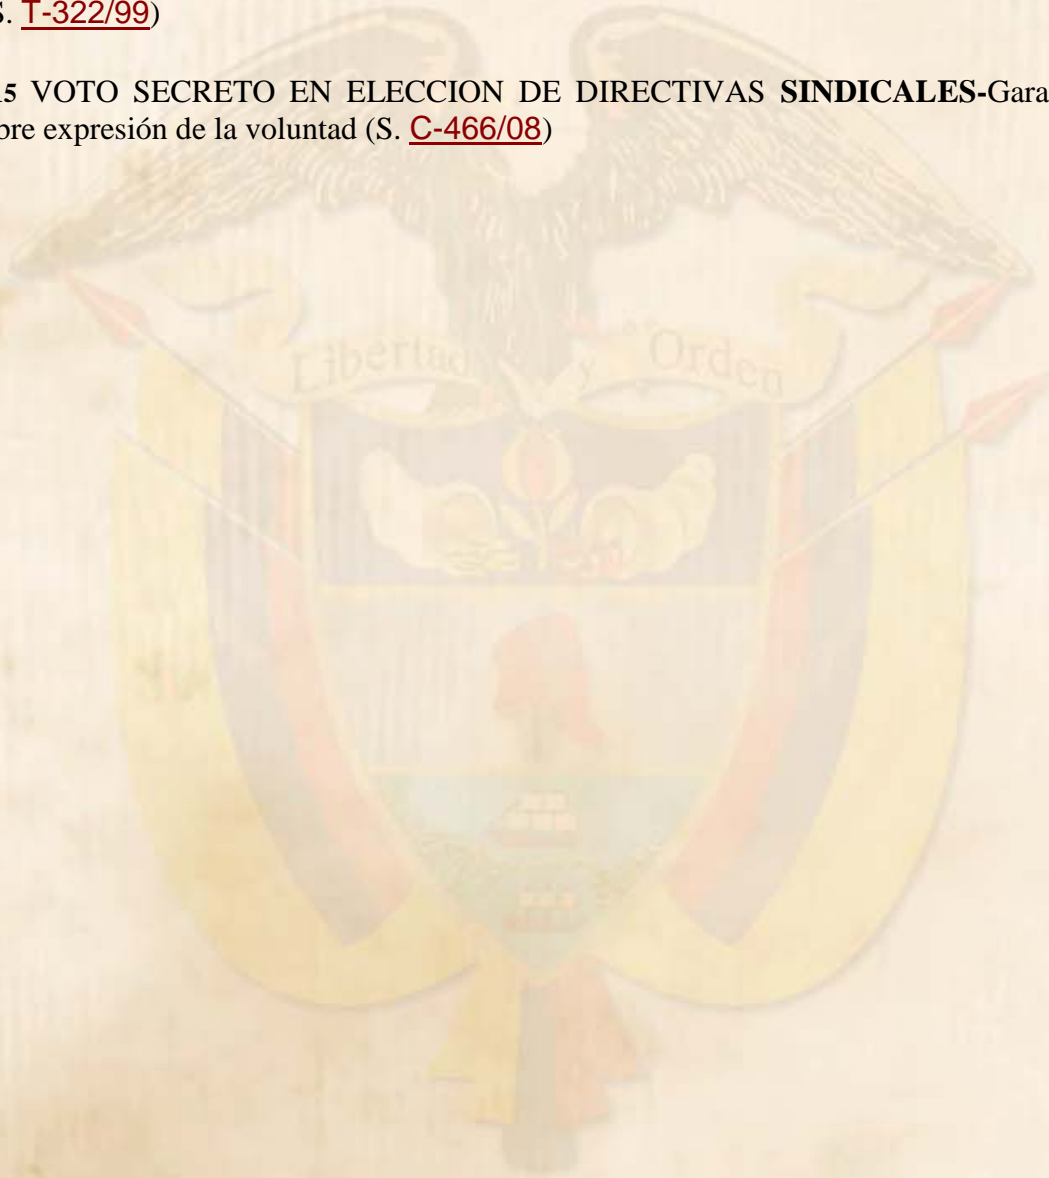 S. T-322/99)
15 VOTO SECRETO EN ELECCION DE DIRECTIVAS SINDICALES-Gara
bre expresión de la voluntad (S. C-466/08)
Libertad y Orden